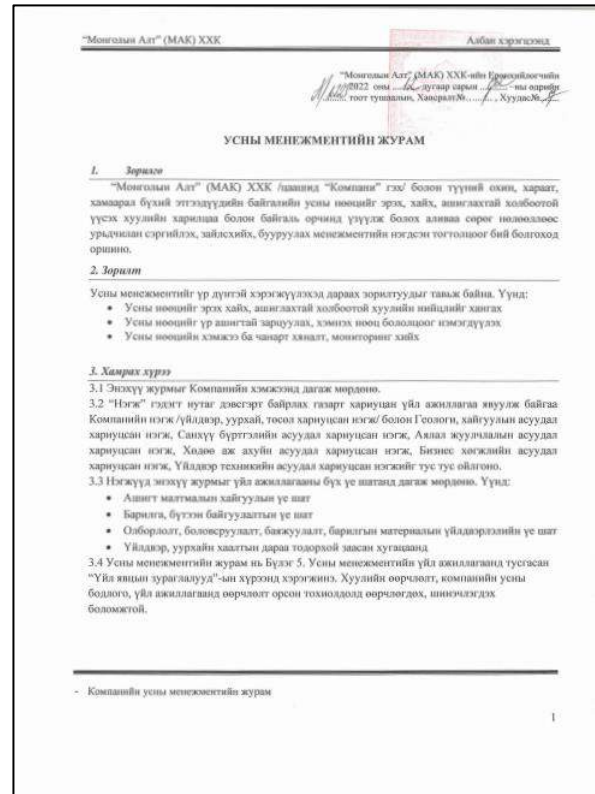 “Монголын Алт” (МАК) ХХК Албан хэрэгцээнд
“Монголын Алт” (МАК) ХХК-ийн Ерөнхийлөгчийн
2022 оны 12 дугаар сарын ны өдрийн
тоот тушаалын, Хавсралт№ 1, Хуудас№
УСНЫ МЕНЕЖМЕНТИЙН ЖУРАМ
1. Зорилго
“Монголын Алт” (МАК) ХХК /цаашид “Компани” гэх/ болон түүний охин, хараат,
хамаарал бүхий этгээдүүдийн байгалийн усны нөөцийг эрэх, хайх, ашиглахтай холбоотой
үүсэх хуулийн харилцаа болон байгаль орчинд үзүүлж болох аливаа сөрөг нөлөөллөөс
урьдчилан сэргийлэх, зайлсхийх, бууруулах менежментийн нэгдсэн тогтолцоог бий болгоход
оршино.
2. Зорилт
Усны менежментийг үр дүнтэй хэрэгжүүлэхэд дараах зорилтуудыг тавьж байна. Үүнд:
• Усны нөөцийг эрэх хайх, ашиглахтай холбоотой хуулийн нийцлийг хангах
• Усны нөөцийг үр ашигтай зарцуулах, хэмнэх нөөц бололцоог нэмэгдүүлэх
• Усны нөөцийн хэмжээ ба чанарт хяналт, мониторинг хийх
3. Хамрах хүрээ
3.1 Энэхүү журмыг Компанийн хэмжээнд дагаж мөрдөнө.
3.2 “Нэгж” гэдэгт нутаг дэвсгэрт байрлах газарт хариуцан үйл ажиллагаа явуулж байгаа
Компанийн нэгж /үйлдвэр, уурхай, төсөл хариуцсан нэгж/ болон Геологи, хайгуулын асуудал
хариуцсан нэгж, Санхүү бүртгэлийн асуудал хариуцсан нэгж, Аялал жуулчлалын асуудал
хариуцсан нэгж, Хөдөө аж ахуйн асуудал хариуцсан нэгж, Бизнес хөгжлийн асуудал
хариуцсан нэгж, Үйлдвэр техникийн асуудал хариуцсан нэгжийг тус тус ойлгоно.
3.3 Нэгжүүд энэхүү журмыг үйл ажиллагааны бүх үе шатанд дагаж мөрдөнө. Үүнд:
• Ашигт малтмалын хайгуулын үе шат
• Барилга, бүтээн байгуулалтын үе шат
• Олборлолт, боловсруулалт, баяжуулалт, барилгын материалын үйлдвэрлэлийн үе шат
• Үйлдвэр, уурхайн хаалтын дараа тодорхой заасан хугацаанд
3.4 Усны менежментийн журам нь Бүлэг 5. Усны менежментийн үйл ажиллагаанд тусгасан
“Үйл явцын зураглалууд”-ын хүрээнд хэрэгжинэ. Хуулийн өөрчлөлт, компанийн усны
бодлого, үйл ажиллагаанд өөрчлөлт орсон тохиолдолд өөрчлөгдөх, шинэчлэгдэх
боломжтой.
- Компанийн усны менежментийн журам
1